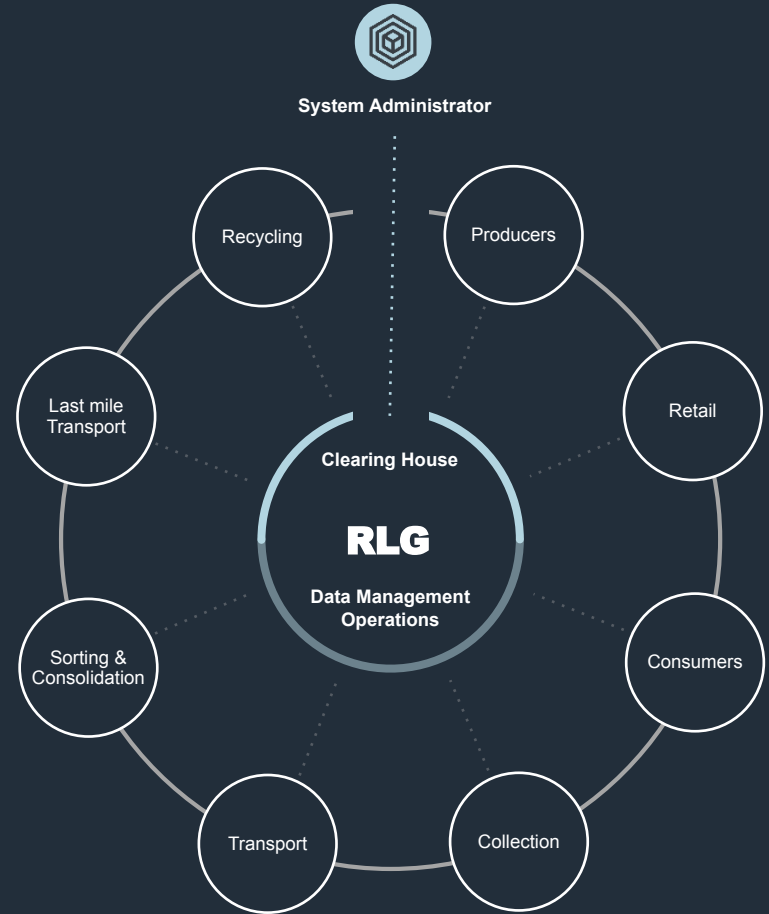 System Administrator
Recycling
Producers
Last mile
Transport
Retail
Clearing House
RLG
Data Management
Operations
Sorting &
Consolidation
Consumers
Transport
Collection